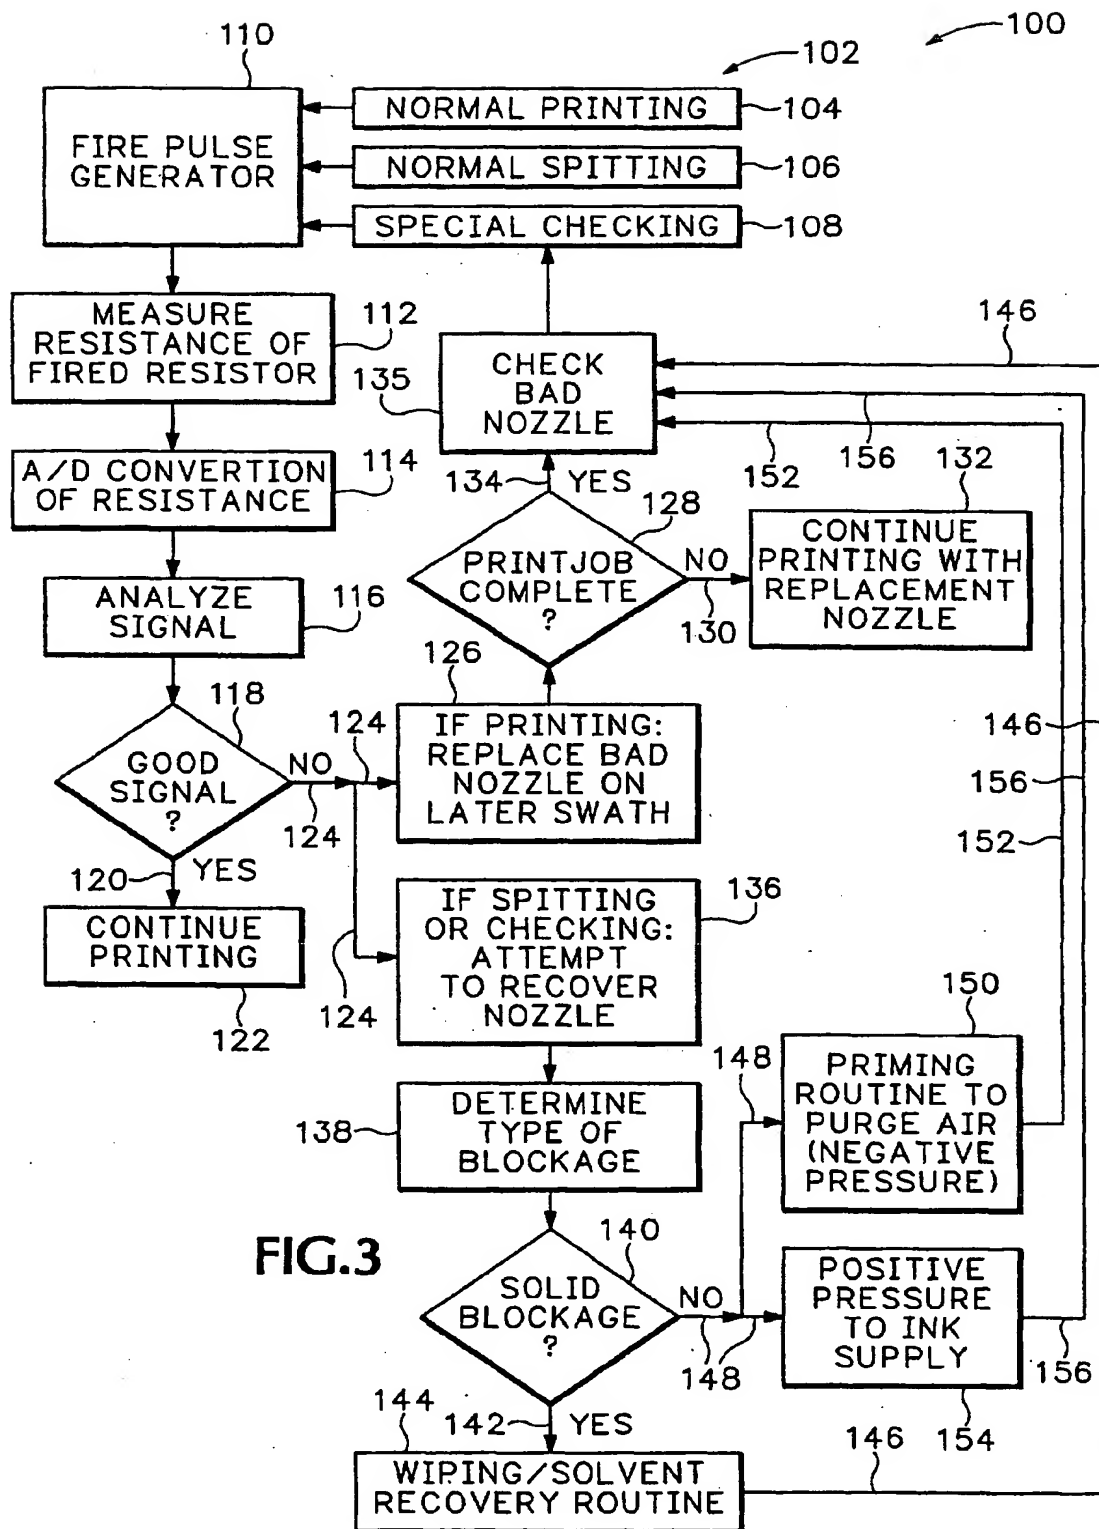 100
102
110
FIRE PULSE
GENERATOR
NORMAL PRINTING
104
NORMAL SPITTING
106
SPECIAL CHECKING
108
MEASURE
RESISTANCE OF
FIRED RESISTOR
112
A/D CONVERTION
OF RESISTANCE
114
ANALYZE
SIGNAL
116
118
GOOD
SIGNAL
?
NO
124
124
124
YES
120
CONTINUE
PRINTING
122
135
CHECK
BAD
NOZZLE
146
156
152
134
YES
128
PRINTJOB
COMPLETE
?
NO
130
132
CONTINUE
PRINTING WITH
REPLACEMENT
NOZZLE
126
IF PRINTING:
REPLACE BAD
NOZZLE ON
LATER SWATH
146
156
152
IF SPITTING
OR CHECKING:
ATTEMPT
TO RECOVER
NOZZLE
136
138
DETERMINE
TYPE OF
BLOCKAGE
148
150
PRIMING
ROUTINE TO
PURGE AIR
(NEGATIVE
PRESSURE)
FIG.3
140
SOLID
BLOCKAGE
?
NO
148
POSITIVE
PRESSURE
TO INK
SUPPLY
156
154
144
142
YES
WIPING/SOLVENT
RECOVERY ROUTINE
146